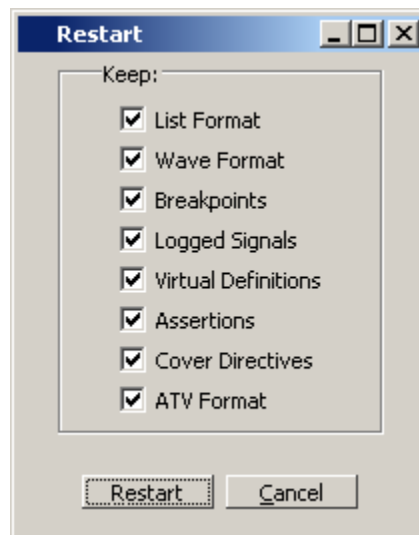 Restart
Keep:
List Format
Wave Format
Breakpoints
Logged Signals
Virtual Definitions
Assertions
Cover Directives
ATV Format
Restart Cancel